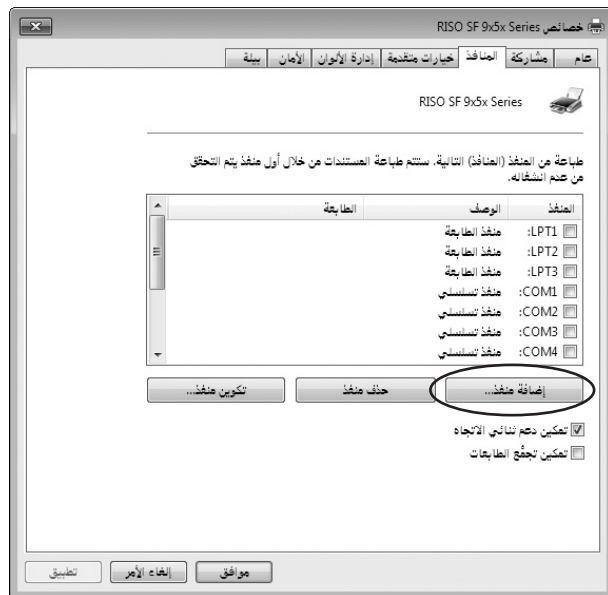 خصائص RISO SF 9x5x Series
عام مشاركة المنافذ خيارات متقدمة إدارة الألوان الأمان بيئة
RISO SF 9x5x Series
طباعة من المنفذ (المنافذ) التالية. ستتم طباعة المستندات من خلال أول منفذ يتم التحقق
من عدم انشغاله.
المنفذ الوصف الطابعة
LPT1: منفذ الطابعة
LPT2: منفذ الطابعة
LPT3: منفذ الطابعة
COM1: منفذ تسلسلي
COM2: منفذ تسلسلي
COM3: منفذ تسلسلي
COM4: منفذ تسلسلي
إضافة منفذ... حذف منفذ تكوين منفذ...
تمكين دعم ثنائي الاتجاه
تمكين تجمُّع الطابعات
موافق إلغاء الأمر تطبيق